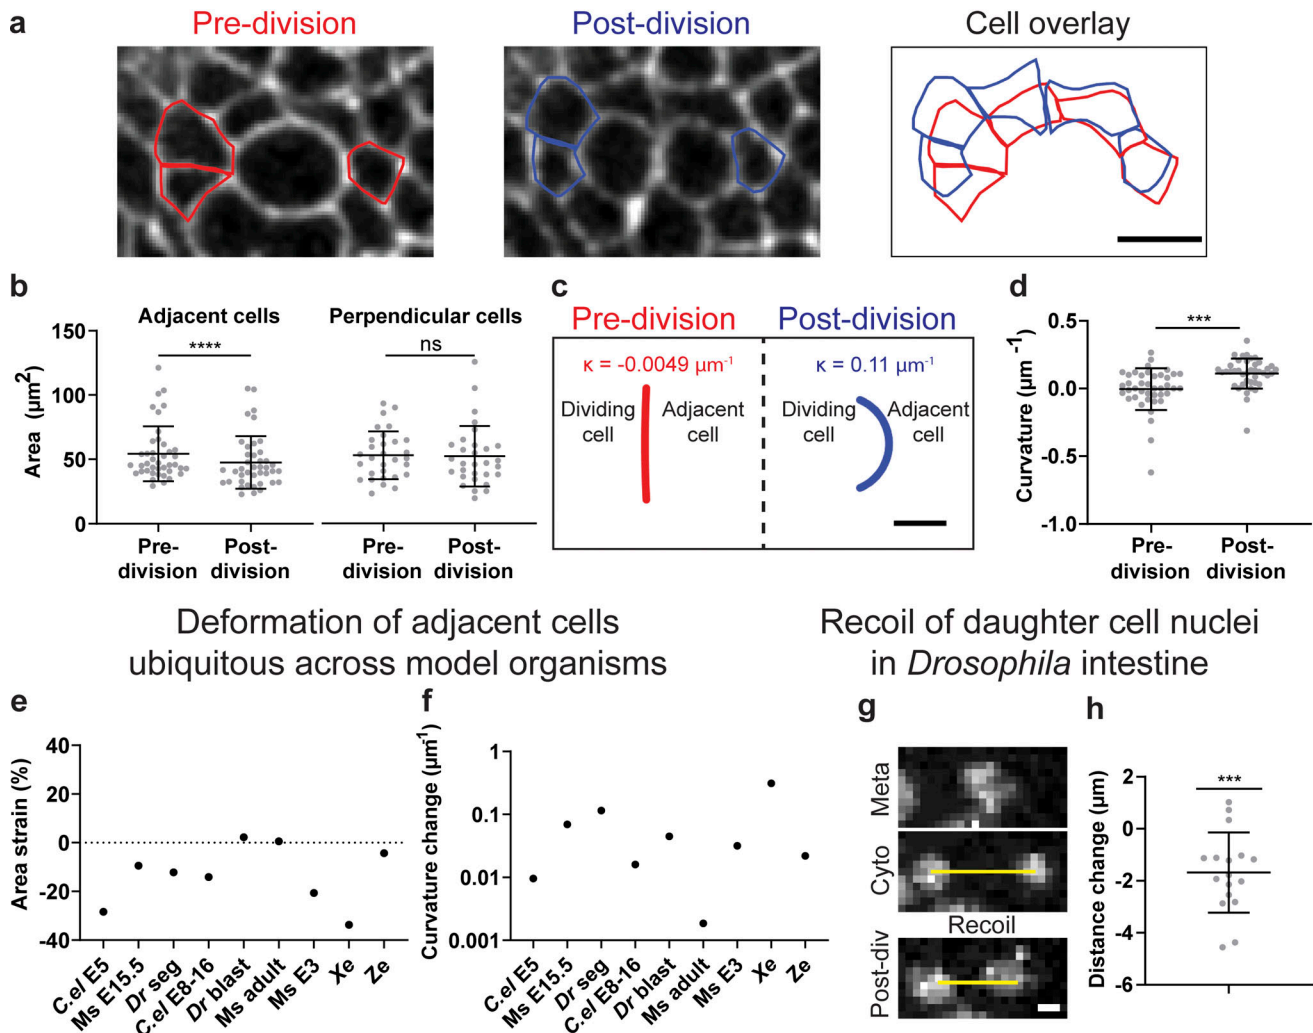 a
Pre-division
Post-division
Cell overlay
b
Adjacent cells
Perpendicular cells
****
ns
Area (µm²)
150
100
50
0
Pre-
division
Post-
division
Pre-
division
Post-
division
c
Pre-division
Post-division
κ = -0.0049 µm⁻¹
κ = 0.11 µm⁻¹
Dividing
cell
Adjacent
cell
Dividing
cell
Adjacent
cell
d
***
Curvature (µm⁻¹)
0.5
0.0
-0.5
-1.0
Pre-
division
Post-
division
Deformation of adjacent cells
ubiquitous across model organisms
Recoil of daughter cell nuclei
in Drosophila intestine
e
Area strain (%)
40
20
0
-20
-40
C.el E5
Ms E15.5
Dr seg
C.el E8-16
Dr blast
Ms adult
Ms E3
Xe
Ze
f
Curvature change (µm⁻¹)
1
0.1
0.01
0.001
C.el E5
Ms E15.5
Dr seg
C.el E8-16
Dr blast
Ms adult
Ms E3
Xe
Ze
g
Meta
Cyto
Recoil
Post-div
h
***
Distance change (µm)
2
0
-2
-4
-6